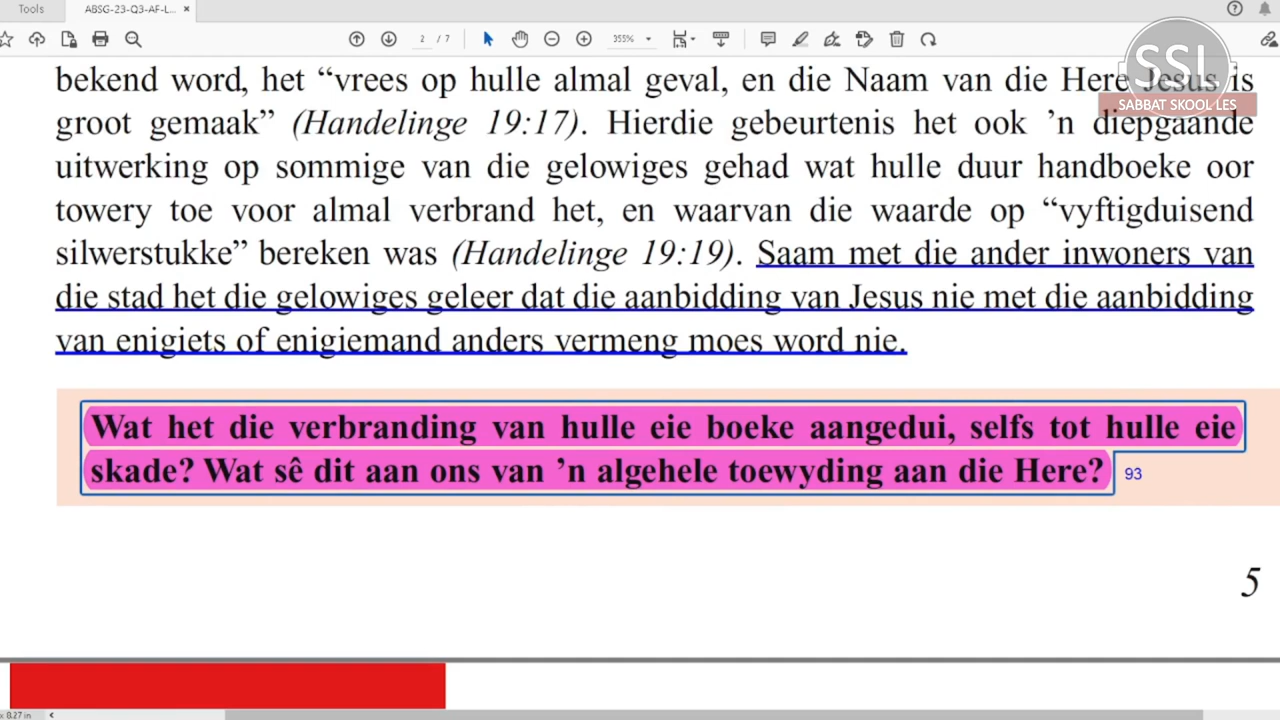 Tools
ABSG-23-Q3-AF-L... ×
2 / 7
355%
SSL
SABBAT SKOOL LES
bekend word, het “vrees op hulle almal geval, en die Naam van die Here Jesus is
groot gemaak” (Handelinge 19:17). Hierdie gebeurtenis het ook ’n diepgaande
uitwerking op sommige van die gelowiges gehad wat hulle duur handboeke oor
towery toe voor almal verbrand het, en waarvan die waarde op “vyftigduisend
silwerstukke” bereken was (Handelinge 19:19). Saam met die ander inwoners van
die stad het die gelowiges geleer dat die aanbidding van Jesus nie met die aanbidding
van enigiets of enigiemand anders vermeng moes word nie.
Wat het die verbranding van hulle eie boeke aangedui, selfs tot hulle eie
skade? Wat sê dit aan ons van ’n algehele toewyding aan die Here? 93
5
x 8.27 in